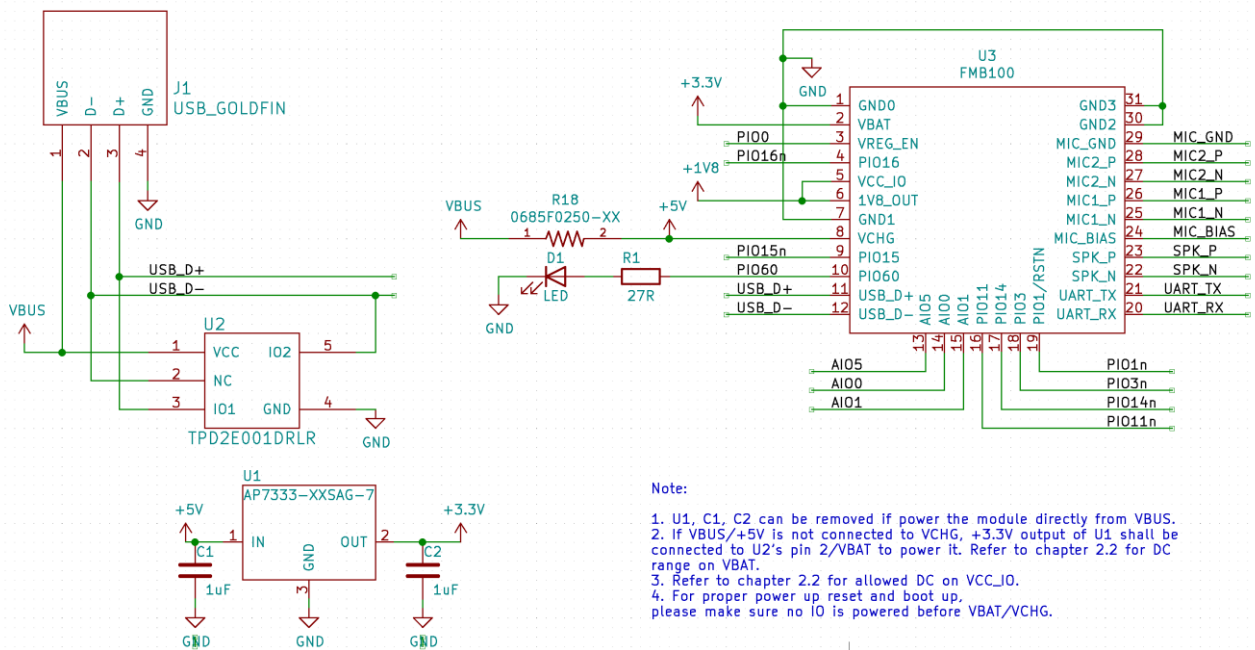 J1
USB_GOLDFIN
VBUS
D-
D+
GND
1
2
3
4
GND
USB_D+
USB_D-
VBUS
U2
1 VCC IO2 5
2 NC
3 IO1 GND 4
TPD2E001DRLR
GND
U3
FMB100
GND
+3.3V
PIO0
PIO16n
+1V8
R18
0685F0250-XX
VBUS
1 2
+5V
PIO15n
D1
LED
R1
27R
PIO60
GND
USB_D+
USB_D-
1 GND0
2 VBAT
3 VREG_EN
4 PIO16
5 VCC_IO
6 1V8_OUT
7 GND1
8 VCHG
9 PIO15
10 PIO60
11 USB_D+
12 USB_D-
GND3 31
GND2 30
MIC_GND 29 MIC_GND
MIC2_P 28 MIC2_P
MIC2_N 27 MIC2_N
MIC1_P 26 MIC1_P
MIC1_N 25 MIC1_N
MIC_BIAS 24 MIC_BIAS
SPK_P 23 SPK_P
SPK_N 22 SPK_N
UART_TX 21 UART_TX
UART_RX 20 UART_RX
AIO5
AIO0
AIO1
PIO11
PIO14
PIO3
PIO1/RSTN
13
14
15
16
17
18
19
AIO5
AIO0
AIO1
PIO1n
PIO3n
PIO14n
PIO11n
U1
AP7333-XXSAG-7
+5V
1 IN
OUT 2
GND
3
+3.3V
C1
1uF
C2
1uF
GND
GND
GND
Note:
1. U1, C1, C2 can be removed if power the module directly from VBUS.
2. If VBUS/+5V is not connected to VCHG, +3.3V output of U1 shall be
connected to U2's pin 2/VBAT to power it. Refer to chapter 2.2 for DC
range on VBAT.
3. Refer to chapter 2.2 for allowed DC on VCC_IO.
4. For proper power up reset and boot up,
please make sure no IO is powered before VBAT/VCHG.